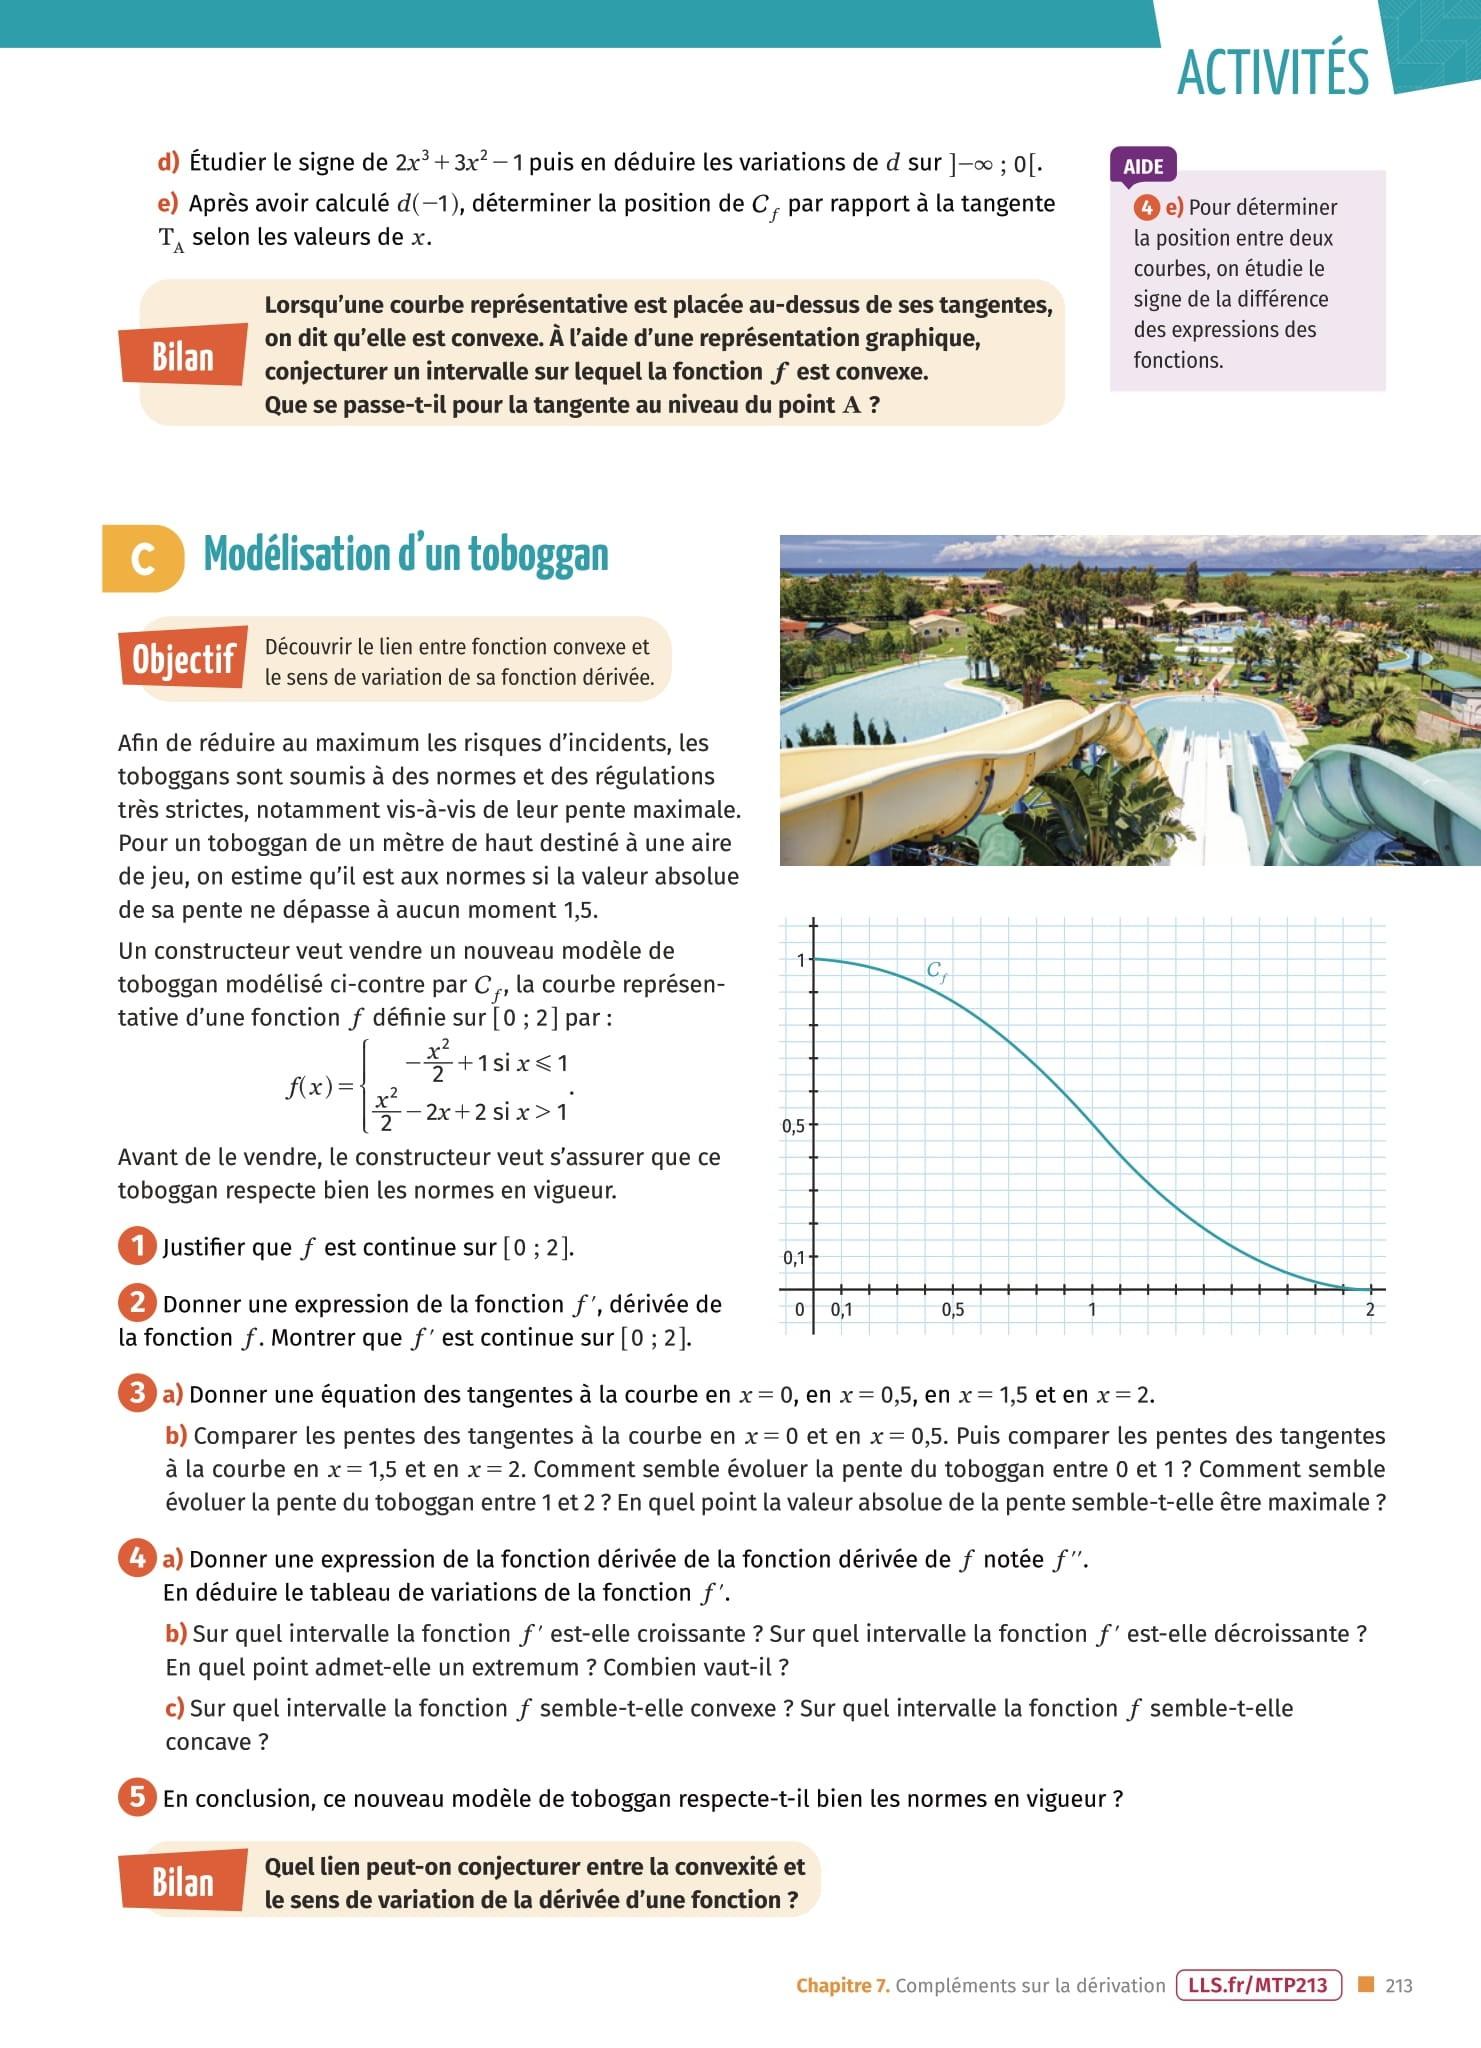 ACTIVITÉS
d) Étudier le signe de 2x³ + 3x² − 1 puis en déduire les variations de d sur ]−∞ ; 0[.
e) Après avoir calculé d(−1), déterminer la position de C_f par rapport à la tangente
T_A selon les valeurs de x.
AIDE
4 e) Pour déterminer
la position entre deux
courbes, on étudie le
signe de la différence
des expressions des
fonctions.
Bilan
Lorsqu’une courbe représentative est placée au-dessus de ses tangentes,
on dit qu’elle est convexe. À l’aide d’une représentation graphique,
conjecturer un intervalle sur lequel la fonction f est convexe.
Que se passe-t-il pour la tangente au niveau du point A ?
C Modélisation d’un toboggan
Objectif
Découvrir le lien entre fonction convexe et
le sens de variation de sa fonction dérivée.
Afin de réduire au maximum les risques d’incidents, les
toboggans sont soumis à des normes et des régulations
très strictes, notamment vis-à-vis de leur pente maximale.
Pour un toboggan de un mètre de haut destiné à une aire
de jeu, on estime qu’il est aux normes si la valeur absolue
de sa pente ne dépasse à aucun moment 1,5.
Un constructeur veut vendre un nouveau modèle de
toboggan modélisé ci-contre par C_f, la courbe représen-
tative d’une fonction f définie sur [0 ; 2] par :
f(x) = { −x²/2 + 1 si x ⩽ 1
x²/2 − 2x + 2 si x > 1 .
Avant de le vendre, le constructeur veut s’assurer que ce
toboggan respecte bien les normes en vigueur.
1
C_f
0,5
0,1
0 0,1 0,5 1 2
1 Justifier que f est continue sur [0 ; 2].
2 Donner une expression de la fonction f′, dérivée de
la fonction f. Montrer que f′ est continue sur [0 ; 2].
3 a) Donner une équation des tangentes à la courbe en x = 0, en x = 0,5, en x = 1,5 et en x = 2.
b) Comparer les pentes des tangentes à la courbe en x = 0 et en x = 0,5. Puis comparer les pentes des tangentes
à la courbe en x = 1,5 et en x = 2. Comment semble évoluer la pente du toboggan entre 0 et 1 ? Comment semble
évoluer la pente du toboggan entre 1 et 2 ? En quel point la valeur absolue de la pente semble-t-elle être maximale ?
4 a) Donner une expression de la fonction dérivée de la fonction dérivée de f notée f″.
En déduire le tableau de variations de la fonction f′.
b) Sur quel intervalle la fonction f′ est-elle croissante ? Sur quel intervalle la fonction f′ est-elle décroissante ?
En quel point admet-elle un extremum ? Combien vaut-il ?
c) Sur quel intervalle la fonction f semble-t-elle convexe ? Sur quel intervalle la fonction f semble-t-elle
concave ?
5 En conclusion, ce nouveau modèle de toboggan respecte-t-il bien les normes en vigueur ?
Bilan
Quel lien peut-on conjecturer entre la convexité et
le sens de variation de la dérivée d’une fonction ?
Chapitre 7. Compléments sur la dérivation LLS.fr/MTP213 213